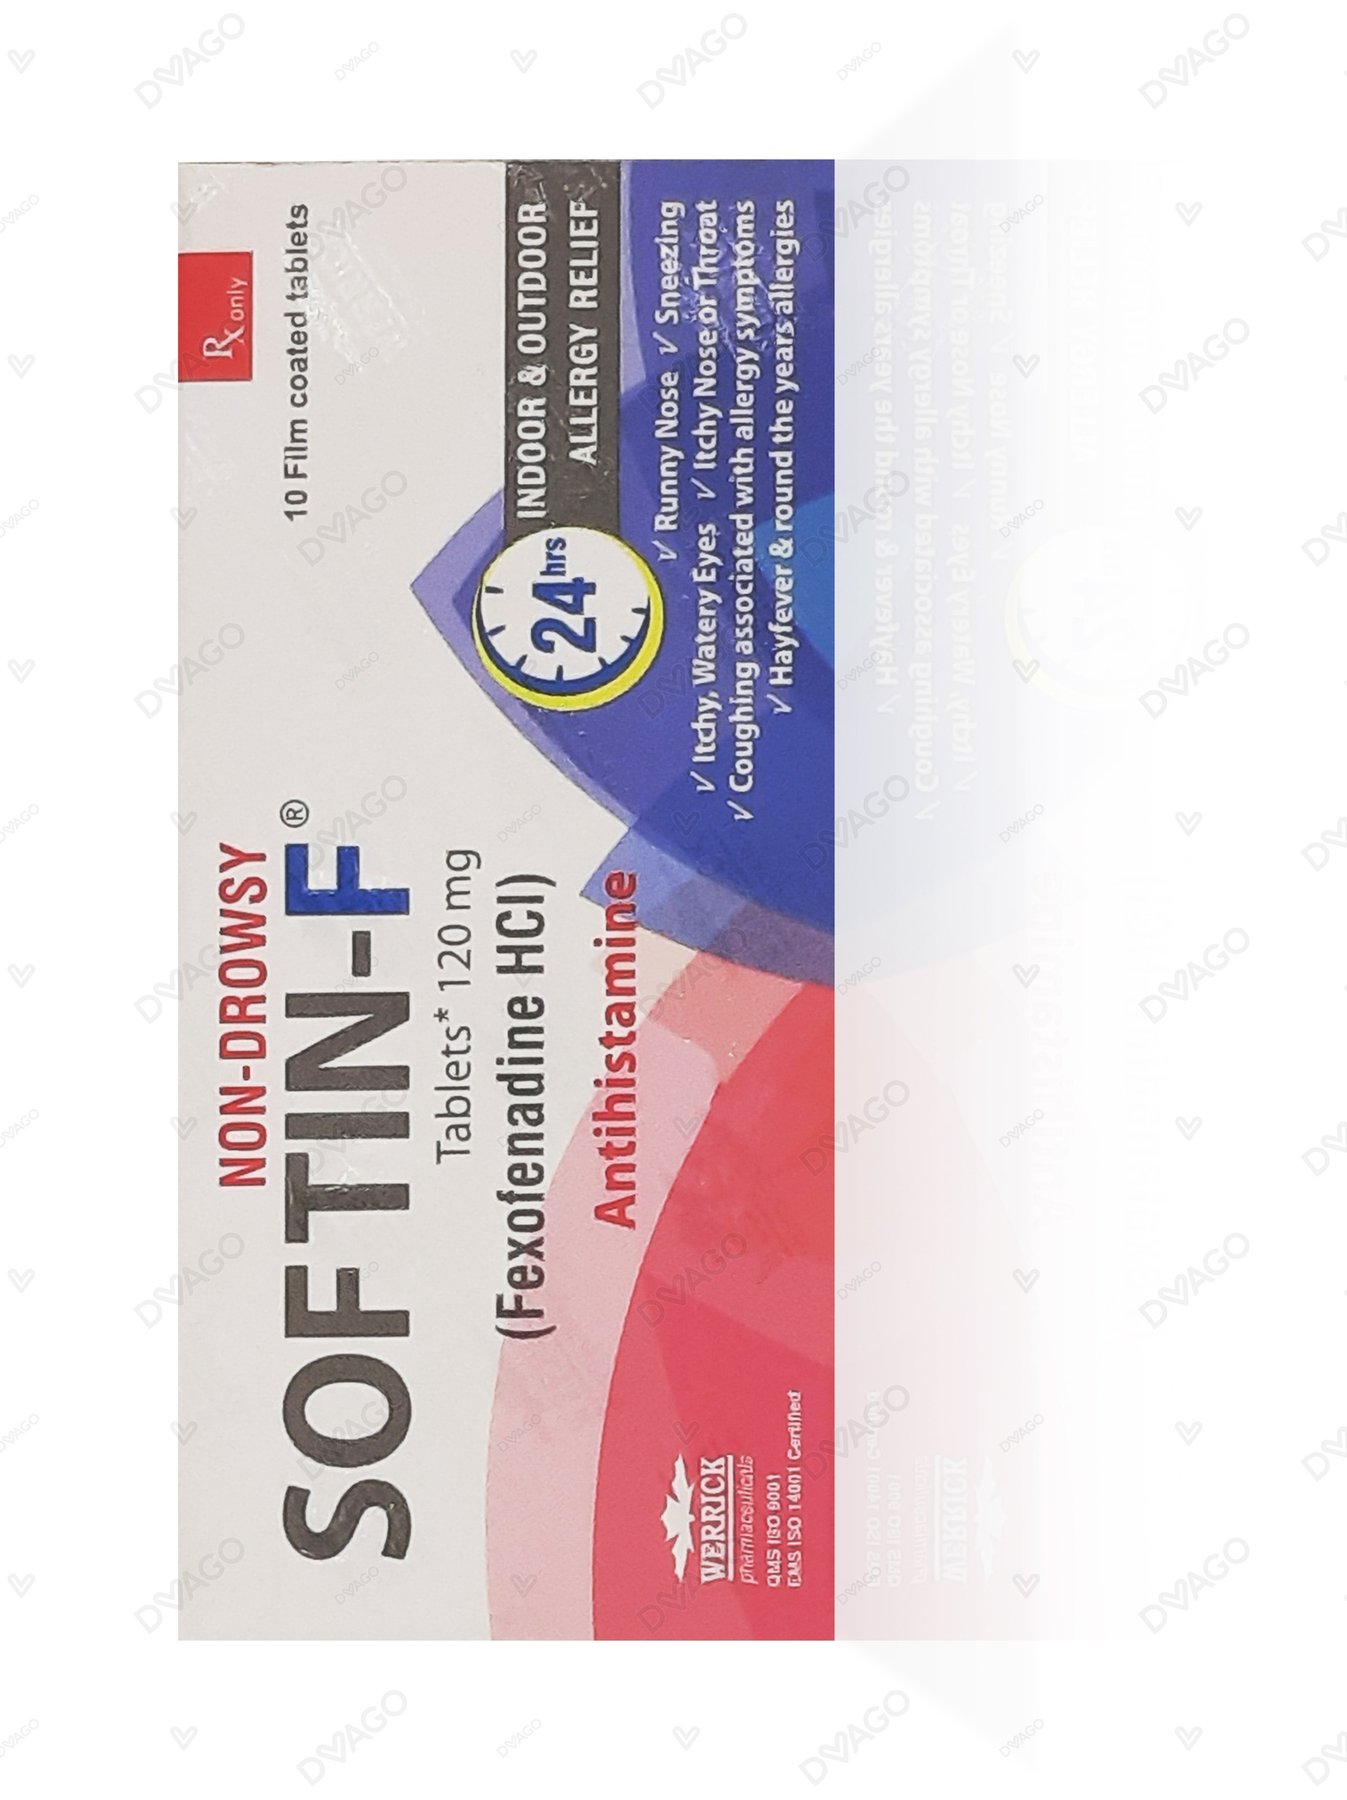 Rx only
10 Film coated tablets
NON-DROWSY
SOFTIN-F®
Tablets* 120 mg
(Fexofenadine HCl)
Antihistamine
24 hrs
INDOOR & OUTDOOR
ALLERGY RELIEF
✓ Runny Nose ✓ Sneezing
✓ Itchy, Watery Eyes ✓ Itchy Nose or Throat
✓ Coughing associated with allergy symptoms
✓ Hayfever & round the years allergies
WERRICK
pharmaceuticals
QMS ISO 9001
EMS ISO 14001 Certified
DVAGO